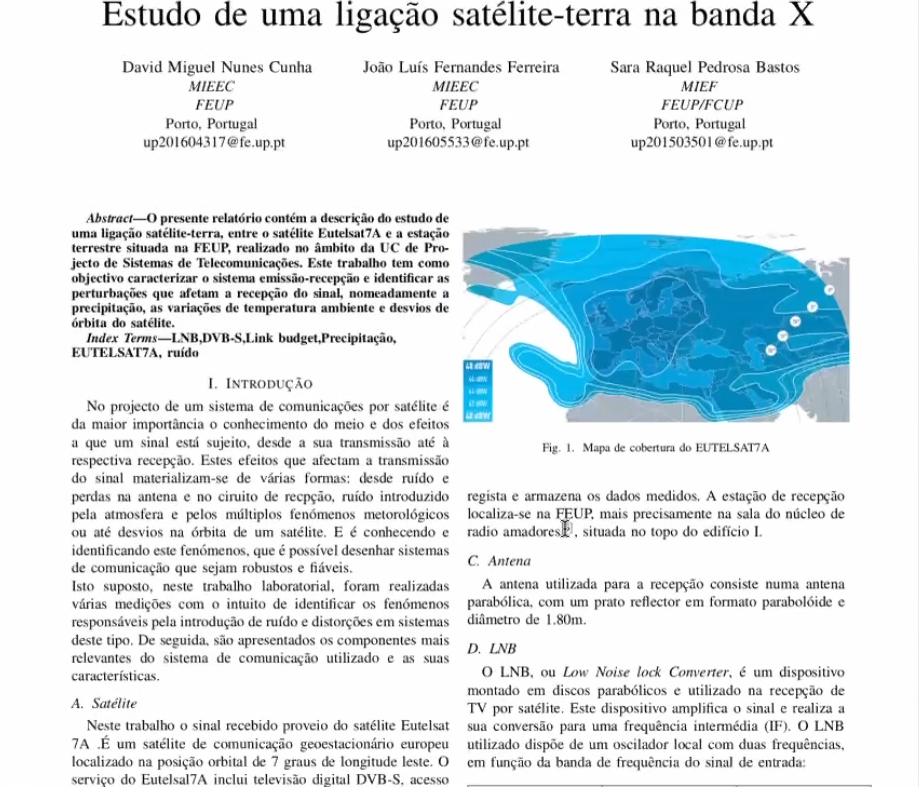 Estudo de uma ligação satélite-terra na banda X
David Miguel Nunes Cunha
MIEEC
FEUP
Porto, Portugal
up201604317@fe.up.pt
João Luís Fernandes Ferreira
MIEEC
FEUP
Porto, Portugal
up201605533@fe.up.pt
Sara Raquel Pedrosa Bastos
MIEF
FEUP/FCUP
Porto, Portugal
up201503501@fe.up.pt
Abstract—O presente relatório contém a descrição do estudo de
uma ligação satélite-terra, entre o satélite Eutelsat7A e a estação
terrestre situada na FEUP, realizado no âmbito da UC de Pro-
jecto de Sistemas de Telecomunicações. Este trabalho tem como
objectivo caracterizar o sistema emissão-recepção e identificar as
perturbações que afetam a recepção do sinal, nomeadamente a
precipitação, as variações de temperatura ambiente e desvios de
órbita do satélite.
Index Terms—LNB,DVB-S,Link budget,Precipitação,
EUTELSAT7A, ruído
I. INTRODUÇÃO
No projecto de um sistema de comunicações por satélite é
da maior importância o conhecimento do meio e dos efeitos
a que um sinal está sujeito, desde a sua transmissão até à
respectiva recepção. Estes efeitos que afectam a transmissão
do sinal materializam-se de várias formas: desde ruído e
perdas na antena e no ciruito de recpção, ruído introduzido
pela atmosfera e pelos múltiplos fenómenos metorológicos
ou até desvios na órbita de um satélite. E é conhecendo e
identificando este fenómenos, que é possível desenhar sistemas
de comunicação que sejam robustos e fiáveis.
Isto suposto, neste trabalho laboratorial, foram realizadas
várias medições com o intuito de identificar os fenómenos
responsáveis pela introdução de ruído e distorções em sistemas
deste tipo. De seguida, são apresentados os componentes mais
relevantes do sistema de comunicação utilizado e as suas
características.
A. Satélite
Neste trabalho o sinal recebido proveio do satélite Eutelsat
7A .É um satélite de comunicação geoestacionário europeu
localizado na posição orbital de 7 graus de longitude leste. O
serviço do Eutelsal7A inclui televisão digital DVB-S, acesso
Fig. 1. Mapa de cobertura do EUTELSAT7A
regista e armazena os dados medidos. A estação de recepção
localiza-se na FEUP, mais precisamente na sala do núcleo de
radio amadores , situada no topo do edifício I.
C. Antena
A antena utilizada para a recepção consiste numa antena
parabólica, com um prato reflector em formato parabolóide e
diâmetro de 1.80m.
D. LNB
O LNB, ou Low Noise lock Converter, é um dispositivo
montado em discos parabólicos e utilizado na recepção de
TV por satélite. Este dispositivo amplifica o sinal e realiza a
sua conversão para uma frequência intermédia (IF). O LNB
utilizado dispõe de um oscilador local com duas frequências,
em função da banda de frequência do sinal de entrada: